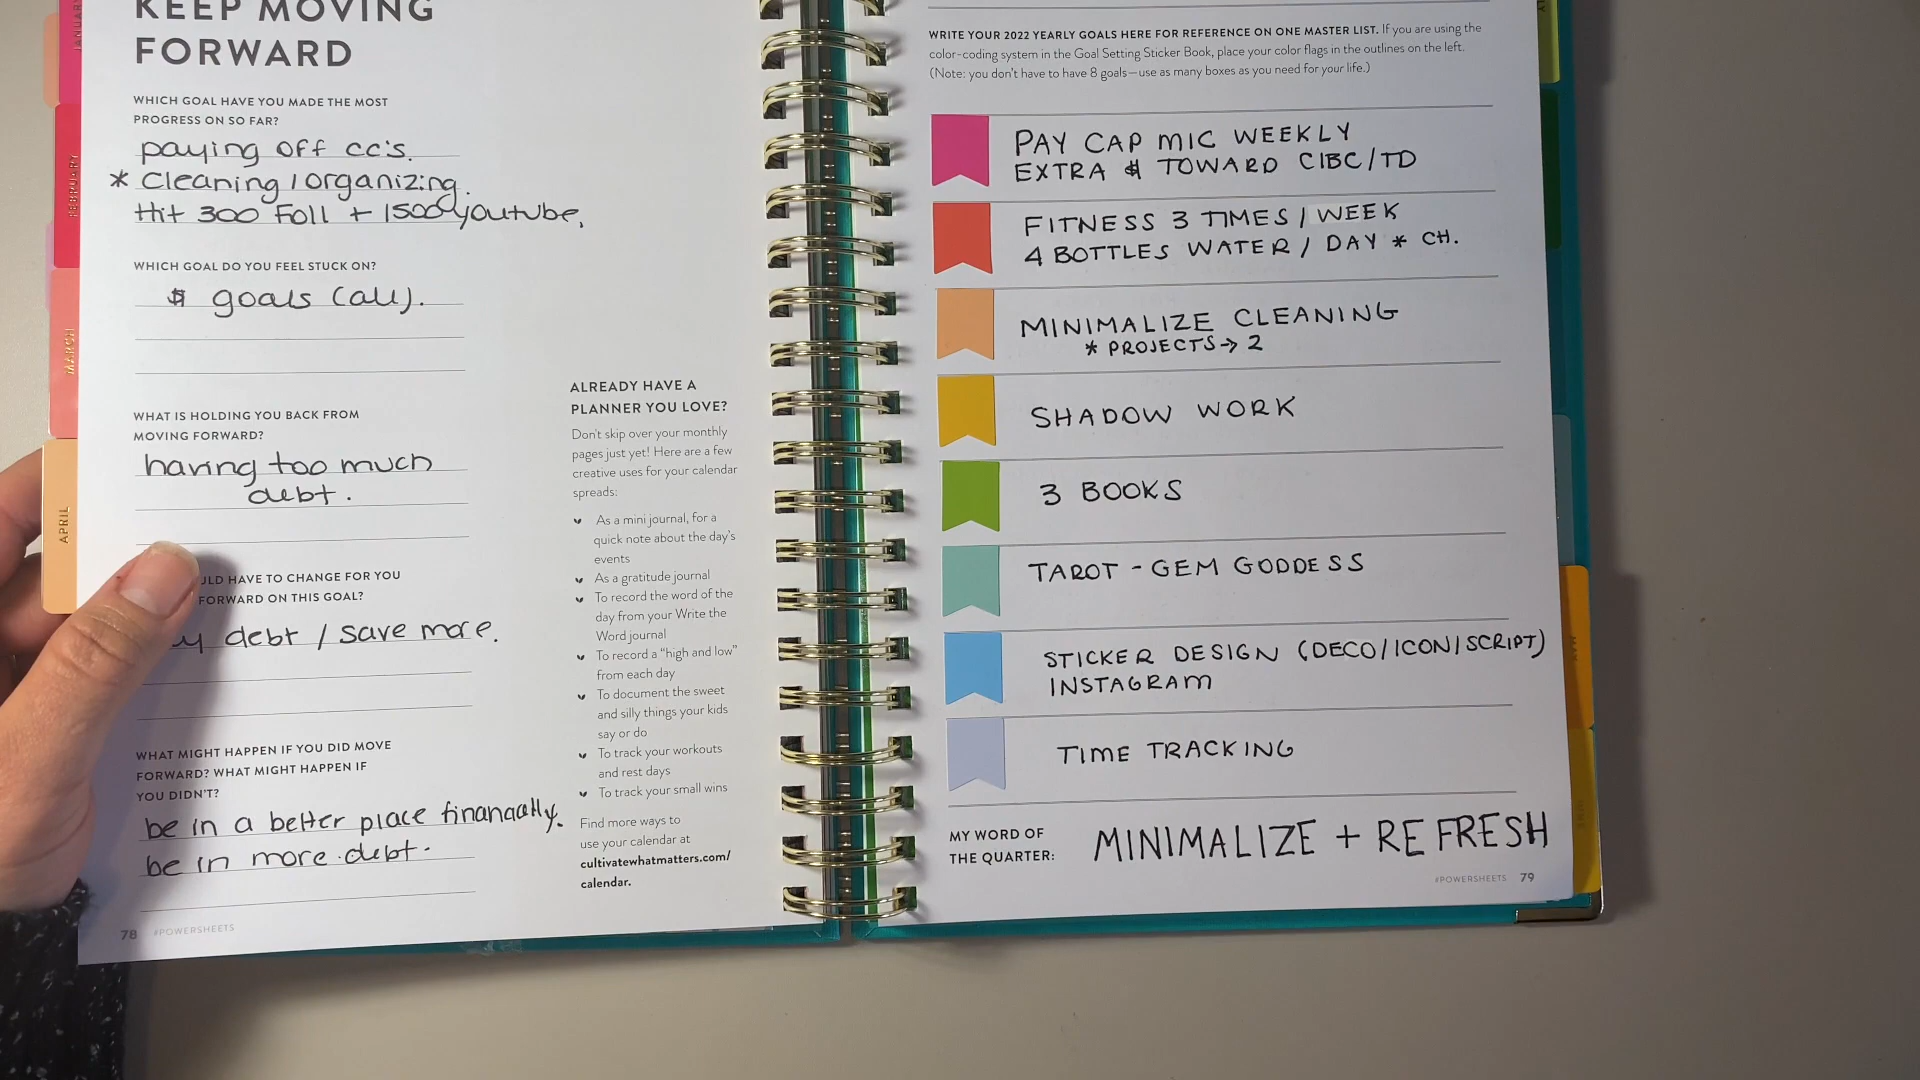 KEEP MOVING
FORWARD
WHICH GOAL HAVE YOU MADE THE MOST
PROGRESS ON SO FAR?
paying off cc's.
* Cleaning / organizing.
Hit 300 Foll + 1500 youtube.
WHICH GOAL DO YOU FEEL STUCK ON?
$ goals (all).
WHAT IS HOLDING YOU BACK FROM
MOVING FORWARD?
having too much
debt.
ULD HAVE TO CHANGE FOR YOU
FORWARD ON THIS GOAL?
y debt / save more.
WHAT MIGHT HAPPEN IF YOU DID MOVE
FORWARD? WHAT MIGHT HAPPEN IF
YOU DIDN'T?
be in a better place financially.
be in more debt.
78 #POWERSHEETS
ALREADY HAVE A
PLANNER YOU LOVE?
Don't skip over your monthly
pages just yet! Here are a few
creative uses for your calendar
spreads:
As a mini journal, for a
quick note about the day's
events
As a gratitude journal
To record the word of the
day from your Write the
Word journal
To record a "high and low"
from each day
To document the sweet
and silly things your kids
say or do
To track your workouts
and rest days
To track your small wins
Find more ways to
use your calendar at
cultivatewhatmatters.com/
calendar.
JANUARY
FEBRUARY
MARCH
APRIL
WRITE YOUR 2022 YEARLY GOALS HERE FOR REFERENCE ON ONE MASTER LIST. If you are using the
color-coding system in the Goal Setting Sticker Book, place your color flags in the outlines on the left.
(Note: you don't have to have 8 goals—use as many boxes as you need for your life.)
PAY CAP MIC WEEKLY
EXTRA $ TOWARD CIBC/TD
FITNESS 3 TIMES / WEEK
4 BOTTLES WATER / DAY * CH.
MINIMALIZE CLEANING
* PROJECTS → 2
SHADOW WORK
3 BOOKS
TAROT - GEM GODDESS
STICKER DESIGN (DECO/ICON/SCRIPT)
INSTAGRAM
TIME TRACKING
MY WORD OF
THE QUARTER:
MINIMALIZE + REFRESH
#POWERSHEETS 79